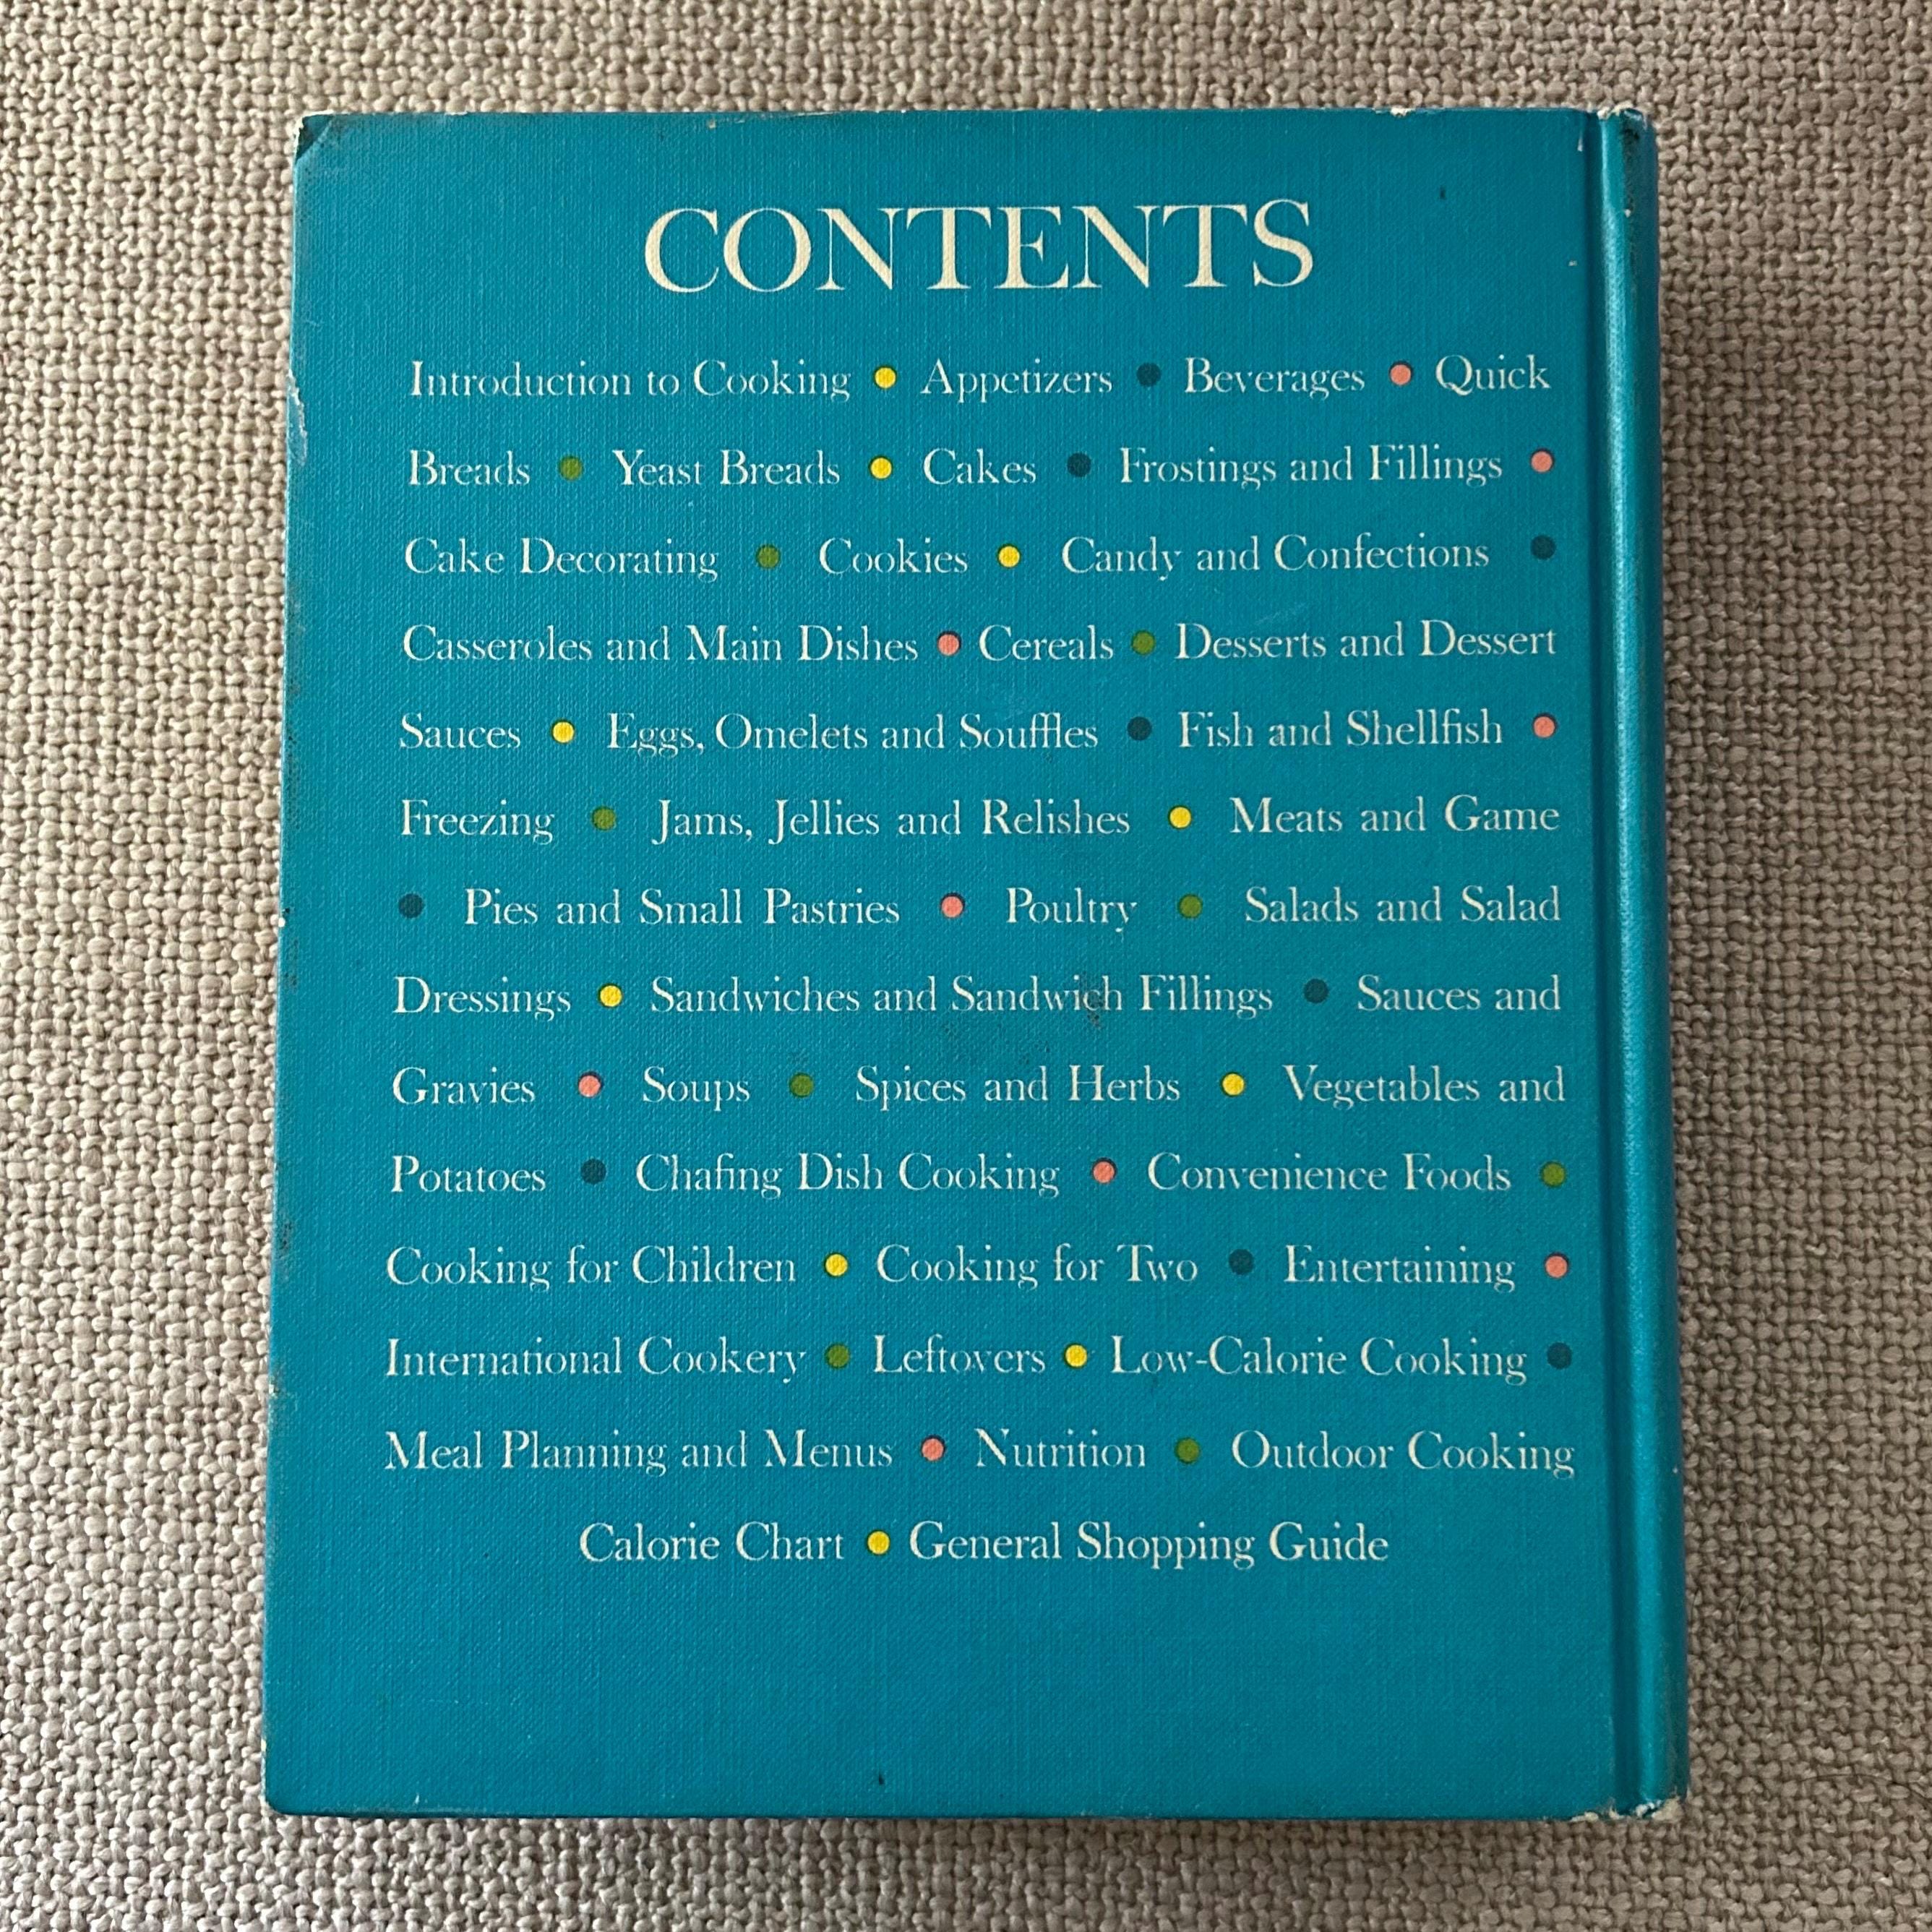 CONTENTS
Introduction to Cooking • Appetizers • Beverages • Quick
Breads • Yeast Breads • Cakes • Frostings and Fillings •
Cake Decorating • Cookies • Candy and Confections •
Casseroles and Main Dishes • Cereals • Desserts and Dessert
Sauces • Eggs, Omelets and Souffles • Fish and Shellfish •
Freezing • Jams, Jellies and Relishes • Meats and Game
• Pies and Small Pastries • Poultry • Salads and Salad
Dressings • Sandwiches and Sandwich Fillings • Sauces and
Gravies • Soups • Spices and Herbs • Vegetables and
Potatoes • Chafing Dish Cooking • Convenience Foods •
Cooking for Children • Cooking for Two • Entertaining •
International Cookery • Leftovers • Low-Calorie Cooking •
Meal Planning and Menus • Nutrition • Outdoor Cooking
Calorie Chart • General Shopping Guide